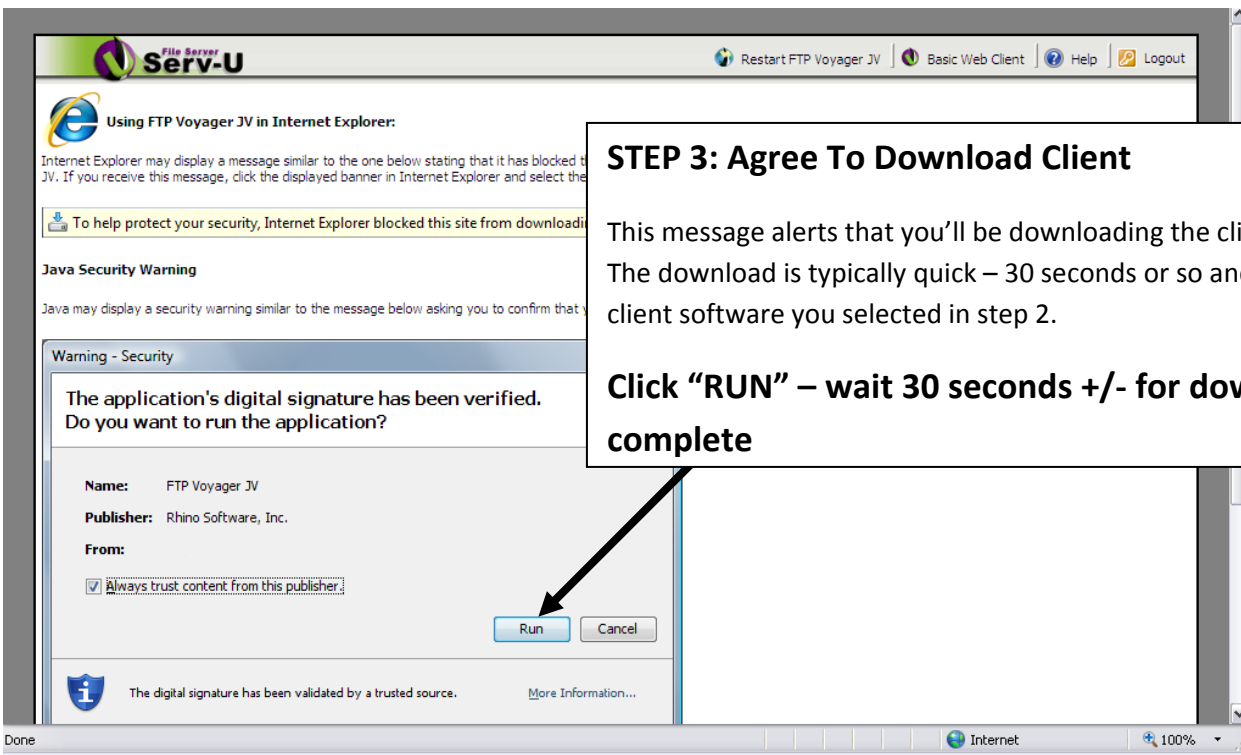 File Server
Serv-U
Restart FTP Voyager JV
Basic Web Client
Help
Logout
Using FTP Voyager JV in Internet Explorer:
Internet Explorer may display a message similar to the one below stating that it has blocked
JV. If you receive this message, click the displayed banner in Internet Explorer and select the
To help protect your security, Internet Explorer blocked this site from
Java Security Warning
Java may display a security warning similar to the message below asking you to confirm that
Warning - Security
The application's digital signature has been verified.
Do you want to run the application?
Name: FTP Voyager JV
Publisher: Rhino Software, Inc.
From:
Always trust content from this publisher.
Run
Cancel
The digital signature has been validated by a trusted source.
More Information...
STEP 3: Agree To Download Client
This message alerts that you’ll be downloading the
The download is typically quick – 30 seconds or so
client software you selected in step 2.
Click “RUN” – wait 30 seconds +/- for
complete
Done
Internet
100%